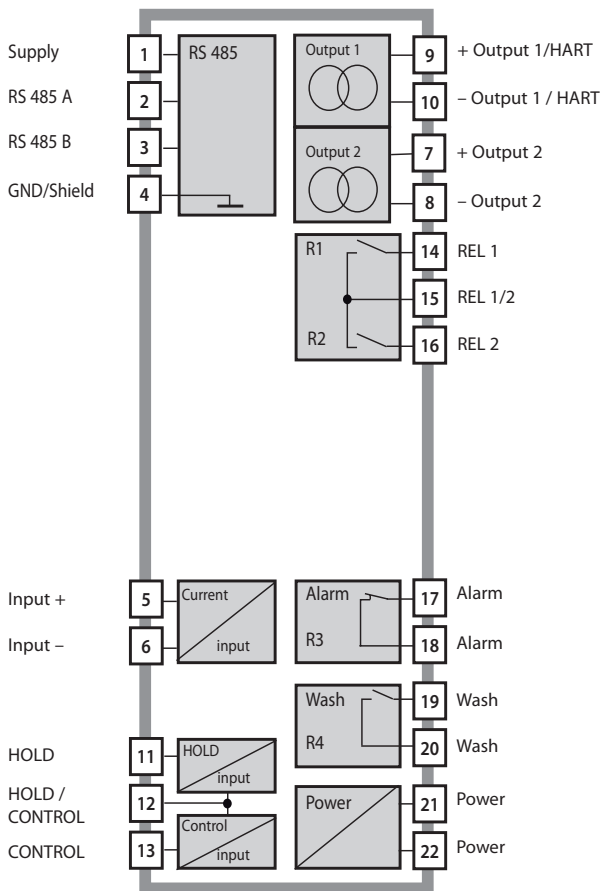 Supply
1
RS 485
Output 1
9
+ Output 1/HART
RS 485 A
2
10
– Output 1 / HART
RS 485 B
3
Output 2
7
+ Output 2
GND/Shield
4
8
– Output 2
R1
14
REL 1
15
REL 1/2
R2
16
REL 2
Input +
5
Current
input
Input –
6
Alarm
17
Alarm
R3
18
Alarm
Wash
19
Wash
R4
20
Wash
HOLD
11
HOLD
input
HOLD /
CONTROL
12
CONTROL
13
Control
input
Power
21
Power
22
Power